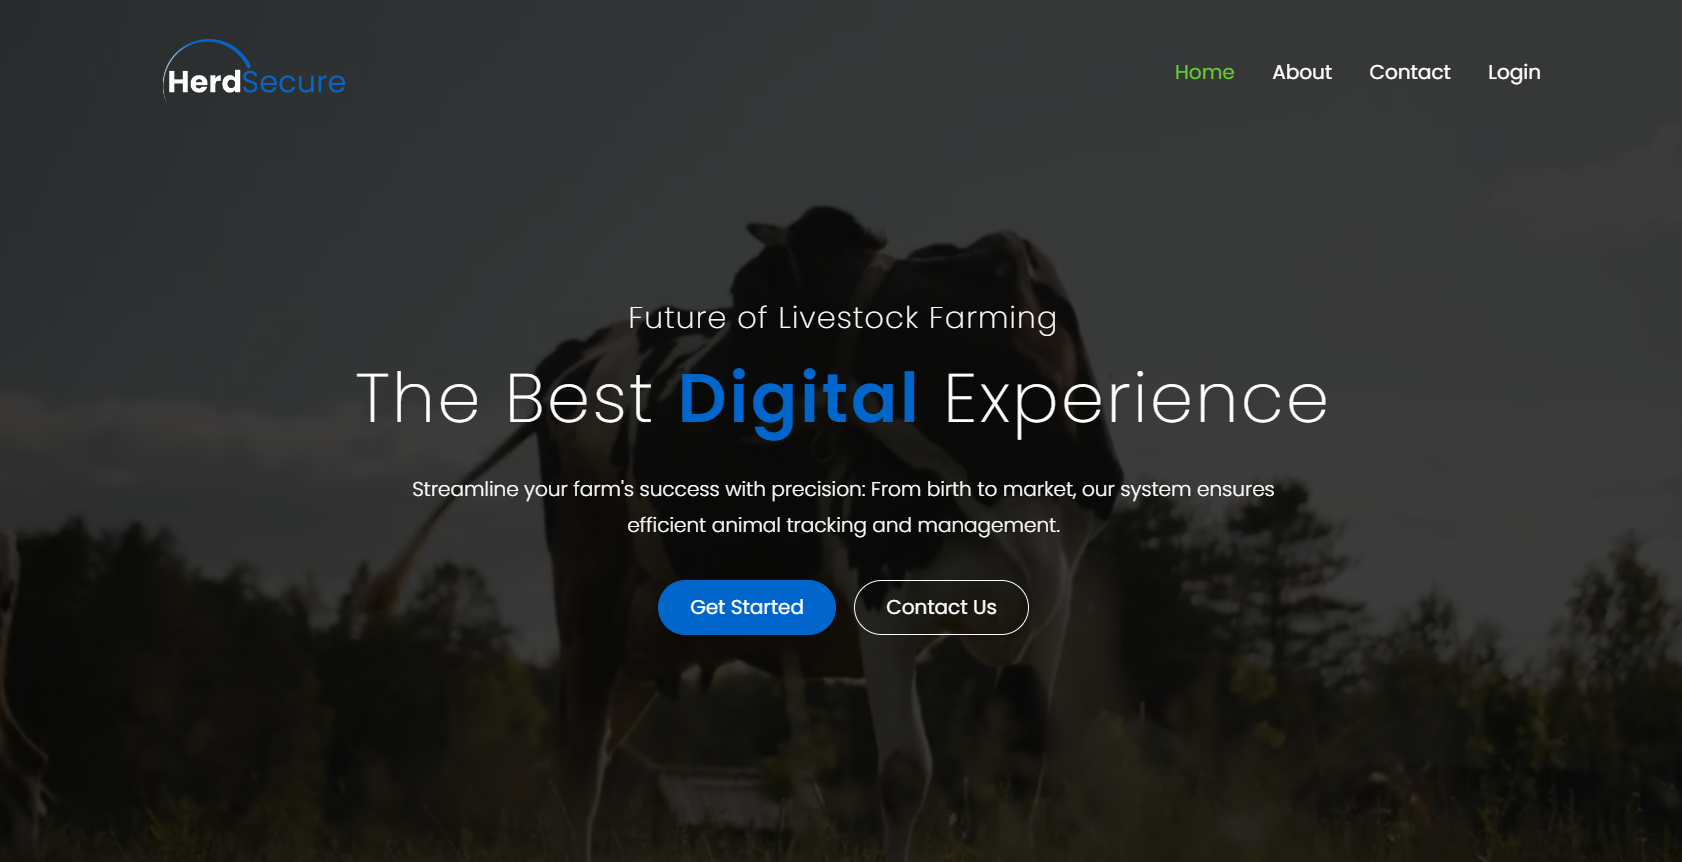 HerdSecure
Home About Contact Login
Future of Livestock Farming
The Best Digital Experience
Streamline your farm's success with precision: From birth to market, our system ensures
efficient animal tracking and management.
Get Started Contact Us